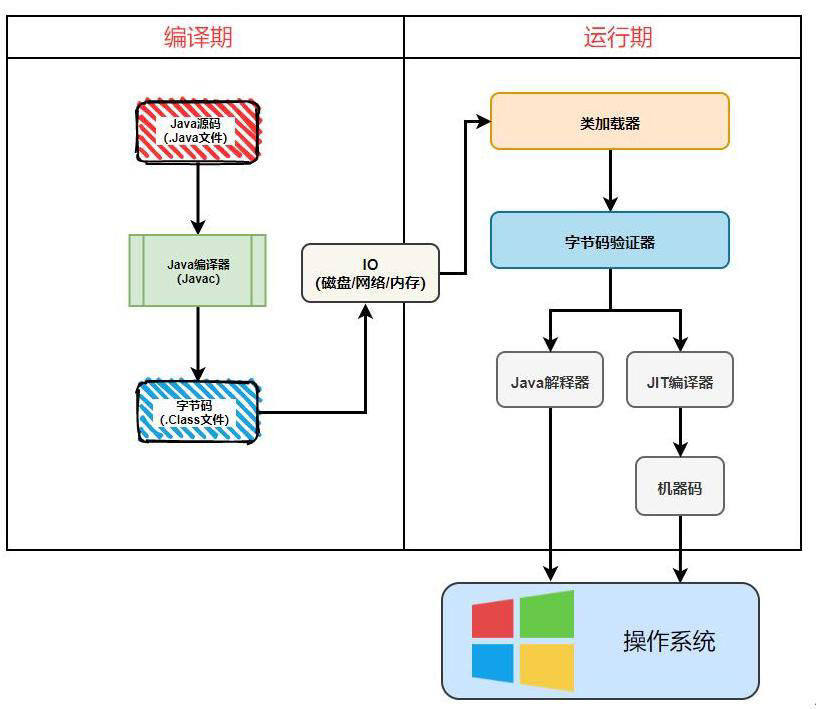 编译期
运行期
Java源码
(.Java文件)
Java编译器
(Javac)
字节码
(.Class文件)
IO
(磁盘/网络/内存)
类加载器
字节码验证器
Java解释器
JIT编译器
机器码
操作系统